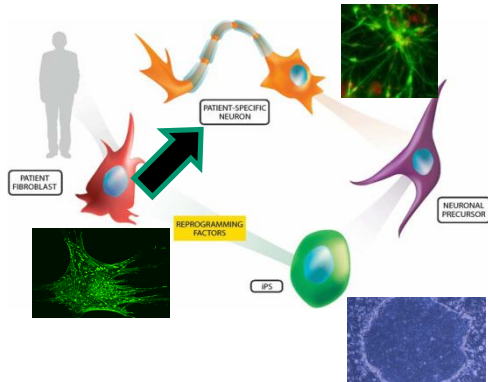 PATIENT-SPECIFIC
NEURON
PATIENT
FIBROBLAST
NEURONAL
PRECURSOR
REPROGRAMMING
FACTORS
iPS